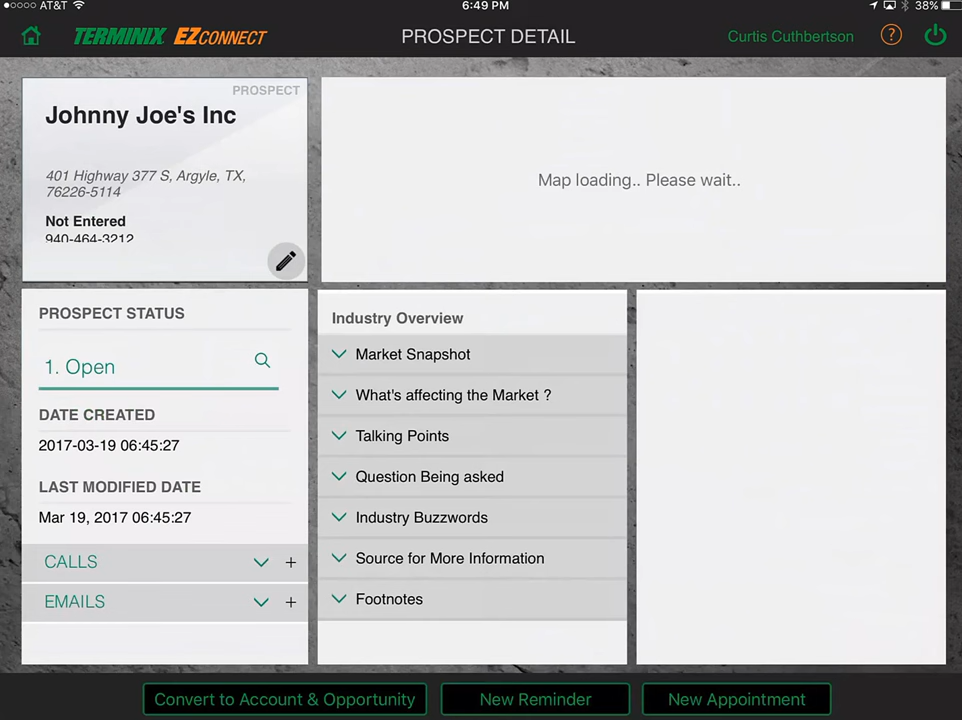 AT&T
6:49 PM
38%
TERMINIX EZCONNECT
PROSPECT DETAIL
Curtis Cuthbertson
?
PROSPECT
Johnny Joe's Inc
401 Highway 377 S, Argyle, TX,
76226-5114
Not Entered
940-464-3212
Map loading.. Please wait..
PROSPECT STATUS
1. Open
DATE CREATED
2017-03-19 06:45:27
LAST MODIFIED DATE
Mar 19, 2017 06:45:27
CALLS
+
EMAILS
+
Industry Overview
Market Snapshot
What's affecting the Market ?
Talking Points
Question Being asked
Industry Buzzwords
Source for More Information
Footnotes
Convert to Account & Opportunity
New Reminder
New Appointment